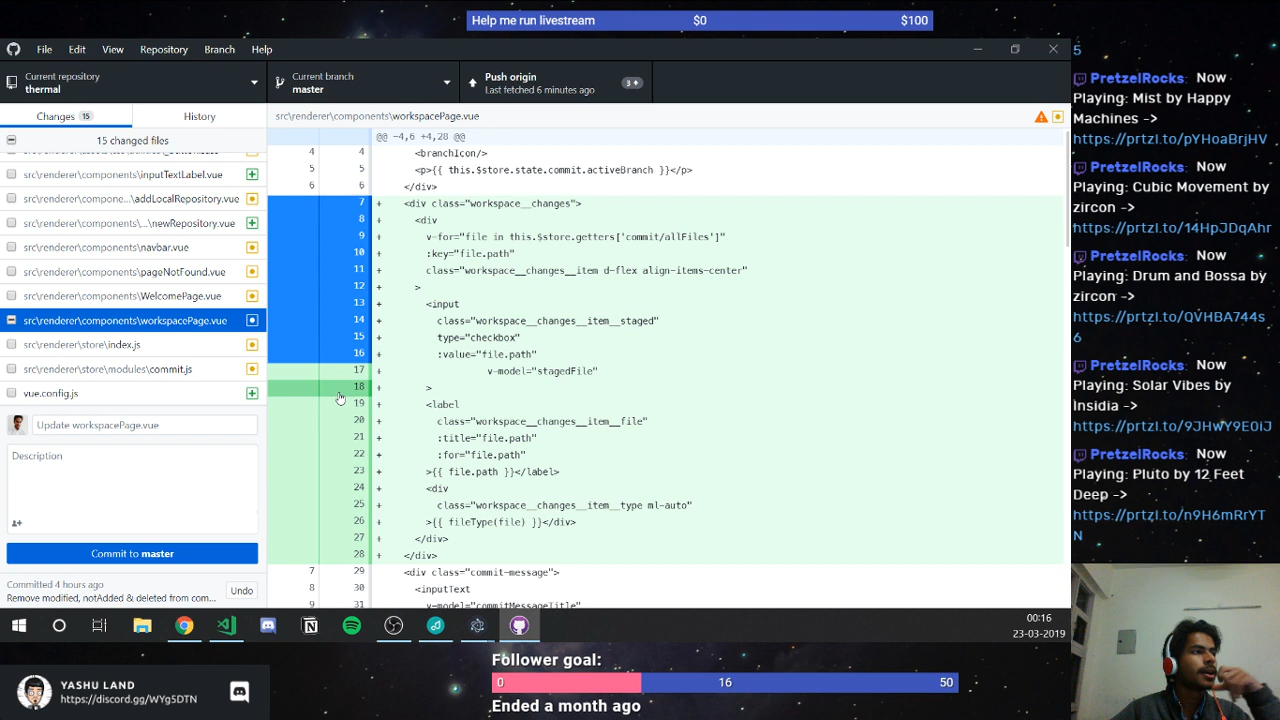 Help me run livestream $0 $100
File Edit View Repository Branch Help
Current repository
thermal
Current branch
master
Push origin
Last fetched 6 minutes ago
3
Changes 15
History
src\renderer\components\workspacePage.vue
15 changed files
src\renderer\components\inputTextLabel.vue
src\renderer\compone...\addLocalRepository.vue
src\renderer\components\...\newRepository.vue
src\renderer\components\navbar.vue
src\renderer\components\pageNotFound.vue
src\renderer\components\WelcomePage.vue
src\renderer\components\workspacePage.vue
src\renderer\store\index.js
src\renderer\store\modules\commit.js
vue.config.js
Update workspacePage.vue
Description
Commit to master
Committed 4 hours ago
Remove modified, notAdded & deleted from com...
Undo
@@ -4,6 +4,28 @@
4 4 <branchIcon/>
5 5 <p>{{ this.$store.state.commit.activeBranch }}</p>
6 6 </div>
7 + <div class="workspace__changes">
8 + <div
9 + v-for="file in this.$store.getters['commit/allFiles']"
10 + :key="file.path"
11 + class="workspace__changes__item d-flex align-items-center"
12 + >
13 + <input
14 + class="workspace__changes__item__staged"
15 + type="checkbox"
16 + :value="file.path"
17 + v-model="stagedFile"
18 + >
19 + <label
20 + class="workspace__changes__item__file"
21 + :title="file.path"
22 + :for="file.path"
23 + >{{ file.path }}</label>
24 + <div
25 + class="workspace__changes__item__type ml-auto"
26 + >{{ fileType(file) }}</div>
27 + </div>
28 + </div>
7 29 <div class="commit-message">
8 30 <inputText
9 31 v-model="commitMessageTitle"
5
PretzelRocks: Now
Playing: Mist by Happy
Machines ->
https://prtzl.to/pYHoaBrjHV
PretzelRocks: Now
Playing: Cubic Movement by
zircon ->
https://prtzl.to/14HpJDqAhr
PretzelRocks: Now
Playing: Drum and Bossa by
zircon ->
https://prtzl.to/QVHBA744s
6
PretzelRocks: Now
Playing: Solar Vibes by
Insidia ->
https://prtzl.to/9JHwY9E0iJ
PretzelRocks: Now
Playing: Pluto by 12 Feet
Deep ->
https://prtzl.to/n9H6mRrYT
N
00:16
23-03-2019
YASHU LAND
https://discord.gg/WYg5DTN
Follower goal:
0 16 50
Ended a month ago